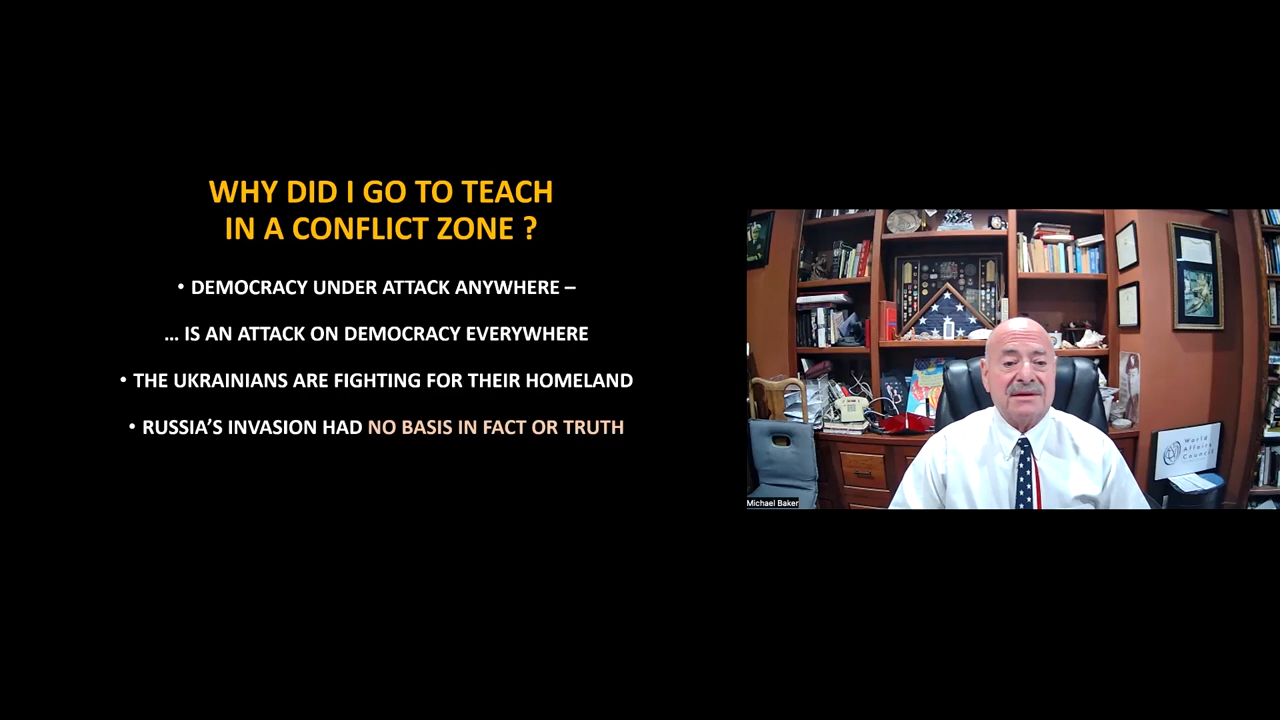 WHY DID I GO TO TEACH
IN A CONFLICT ZONE ?
• DEMOCRACY UNDER ATTACK ANYWHERE –
... IS AN ATTACK ON DEMOCRACY EVERYWHERE
• THE UKRAINIANS ARE FIGHTING FOR THEIR HOMELAND
• RUSSIA’S INVASION HAD NO BASIS IN FACT OR TRUTH
World
Affairs
Council
Michael Baker